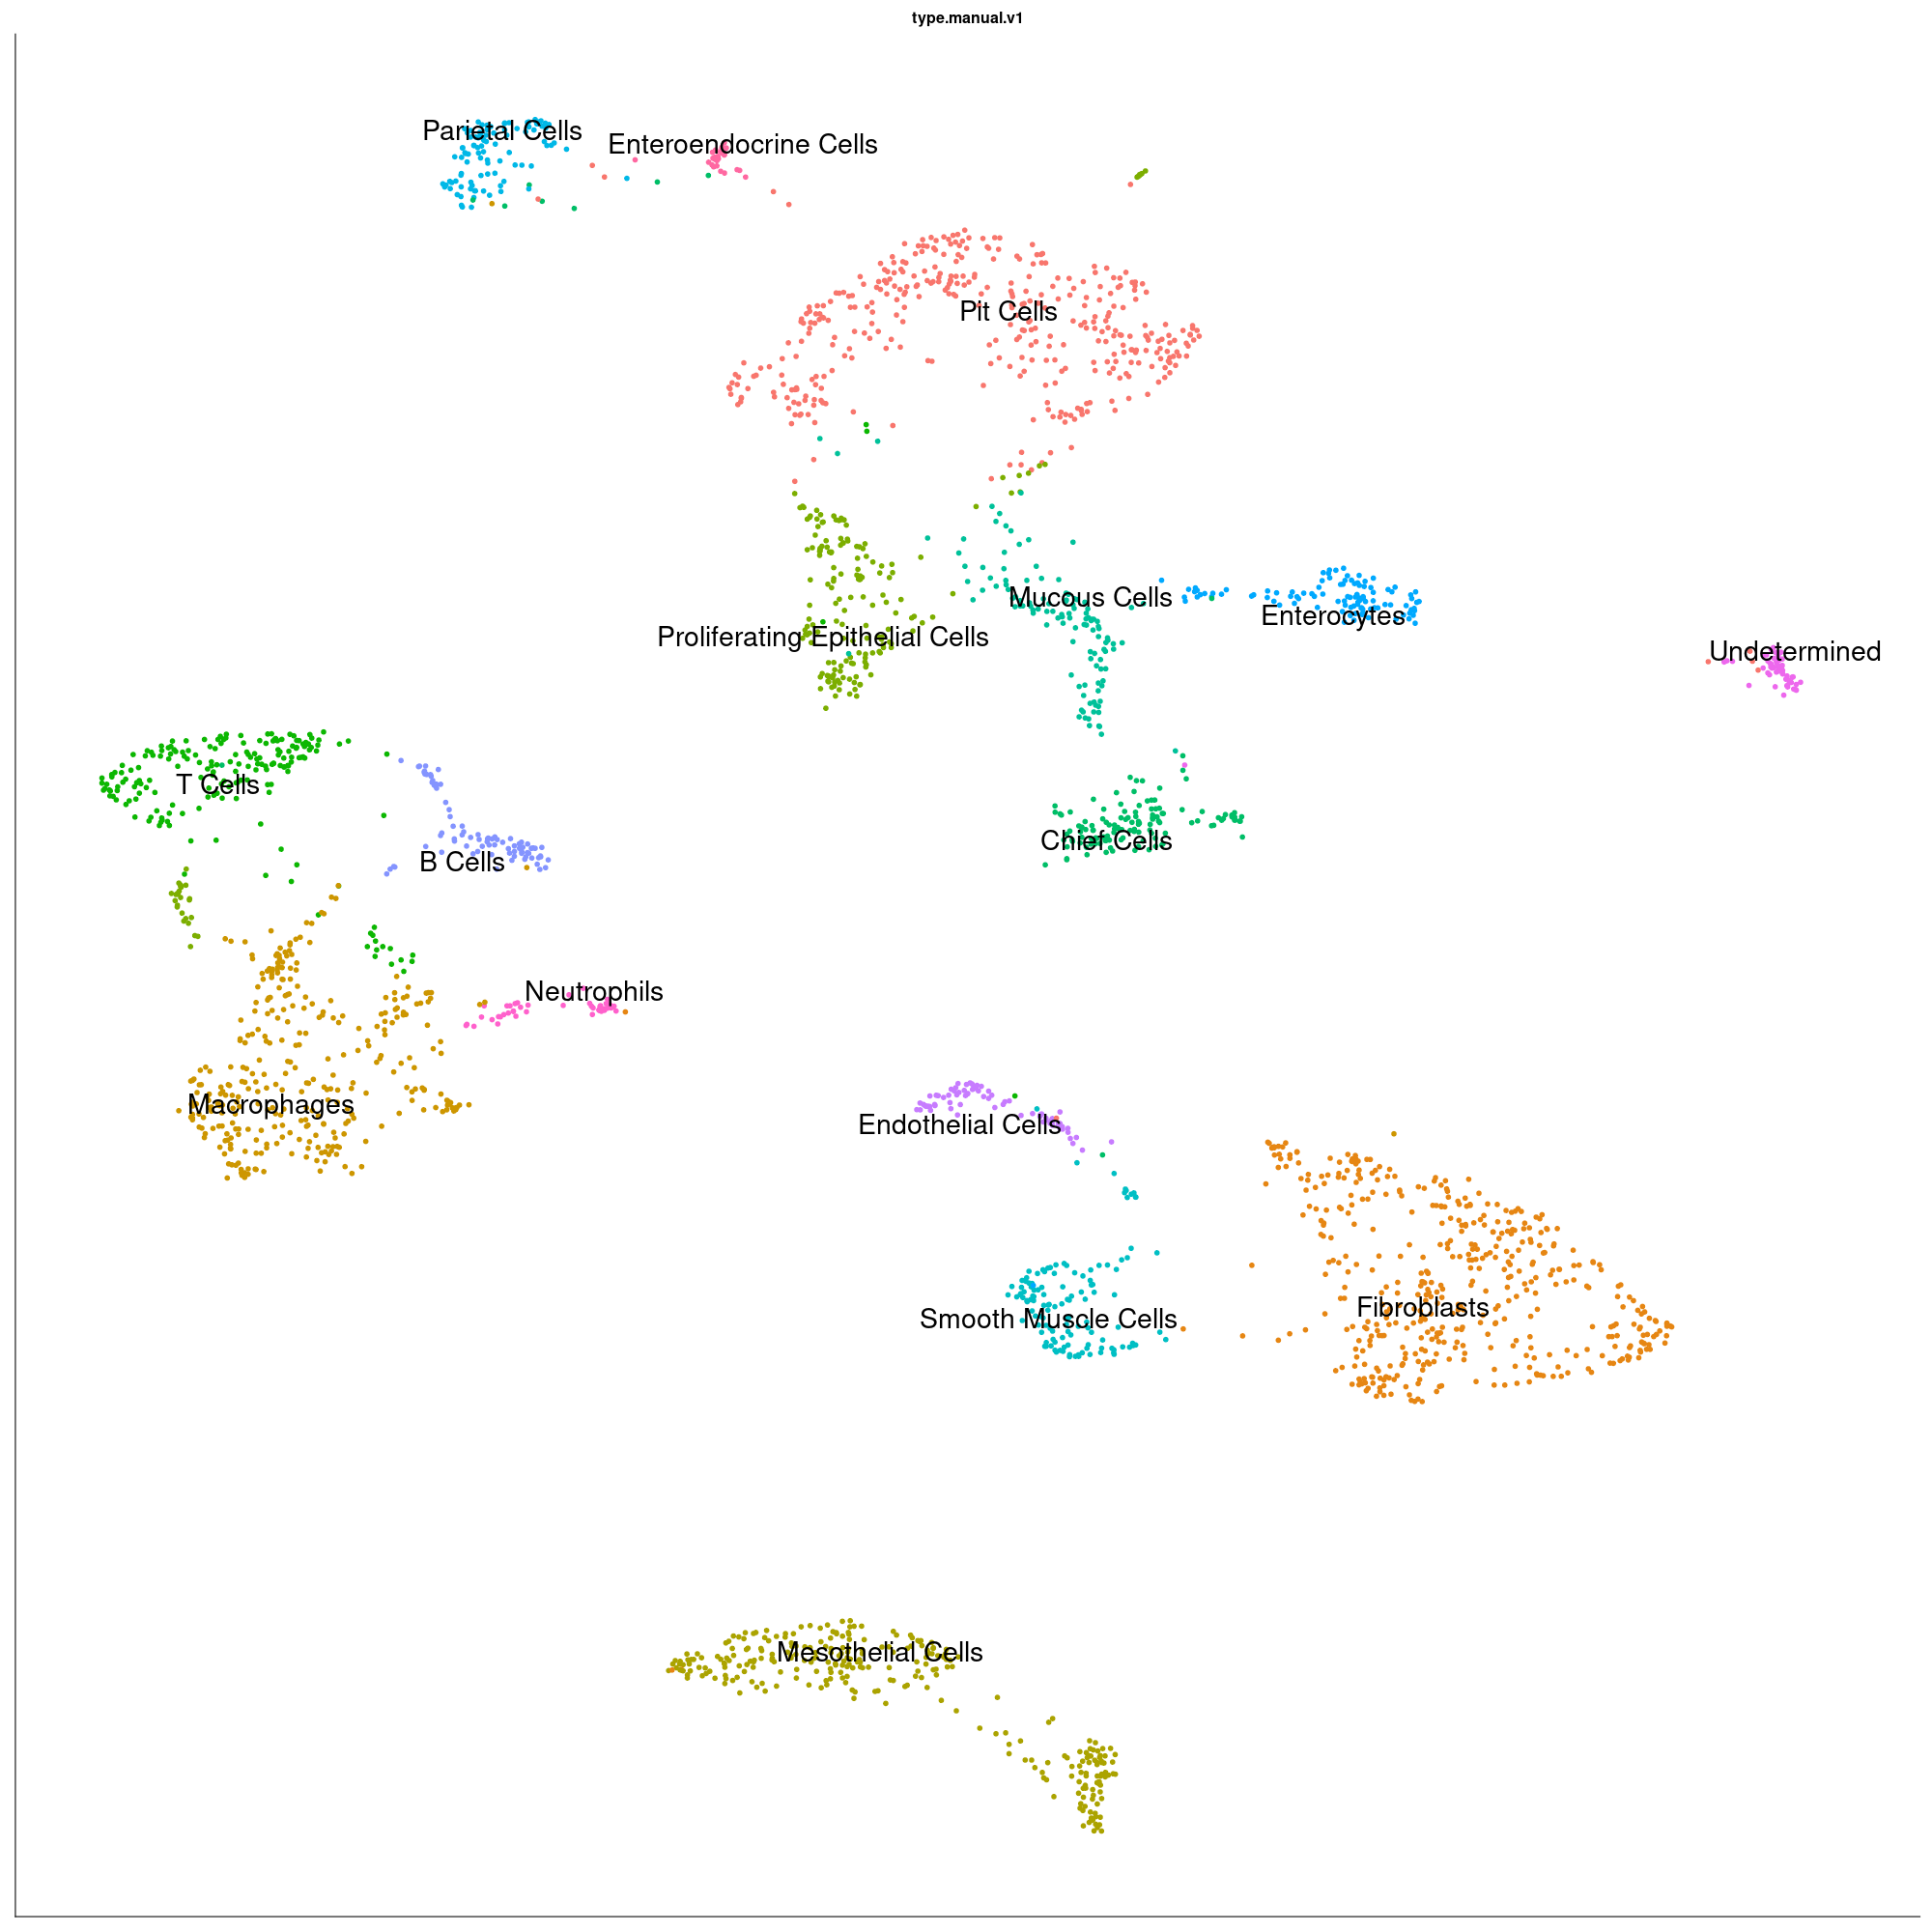 type.manual.v1
Parietal Cells
Enteroendocrine Cells
Pit Cells
Mucous Cells
Enterocytes
Proliferating Epithelial Cells
Undetermined
T Cells
Chief Cells
B Cells
Neutrophils
Macrophages
Endothelial Cells
Fibroblasts
Smooth Muscle Cells
Mesothelial Cells